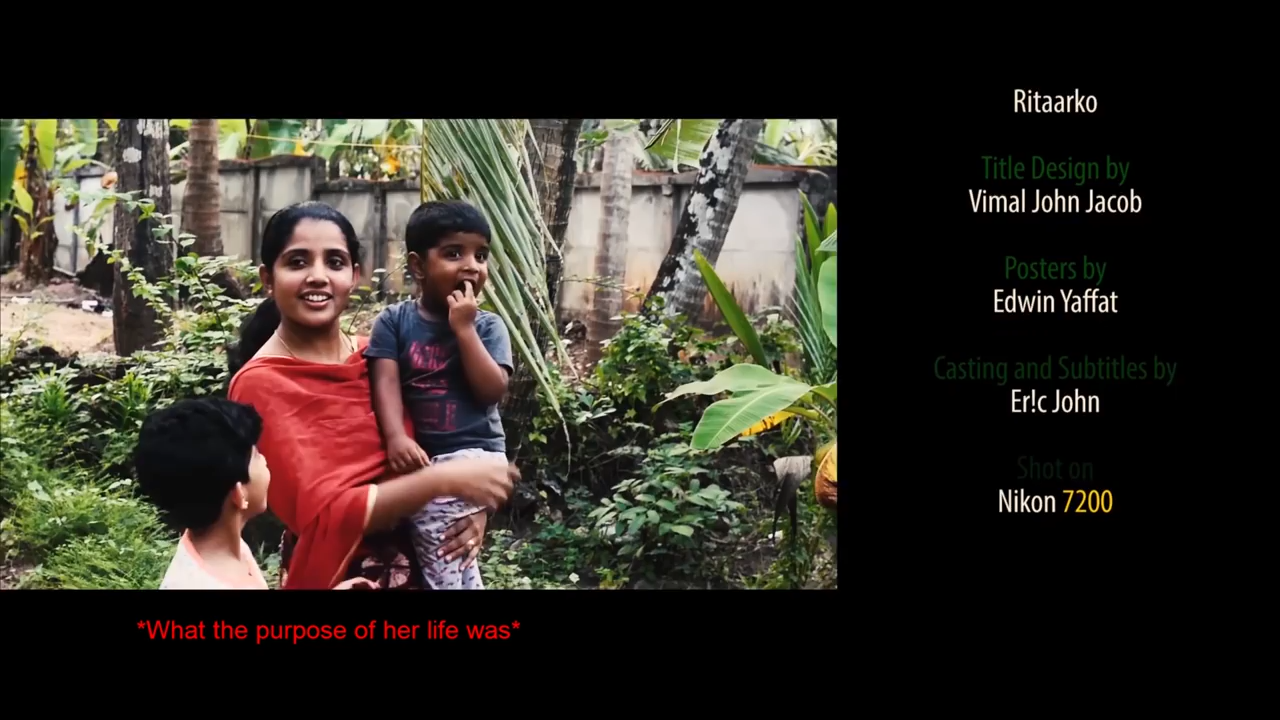 Ritaarko
Title Design by
Vimal John Jacob
Posters by
Edwin Yaffat
Casting and Subtitles by
Er!c John
Shot on
Nikon 7200
*What the purpose of her life was*